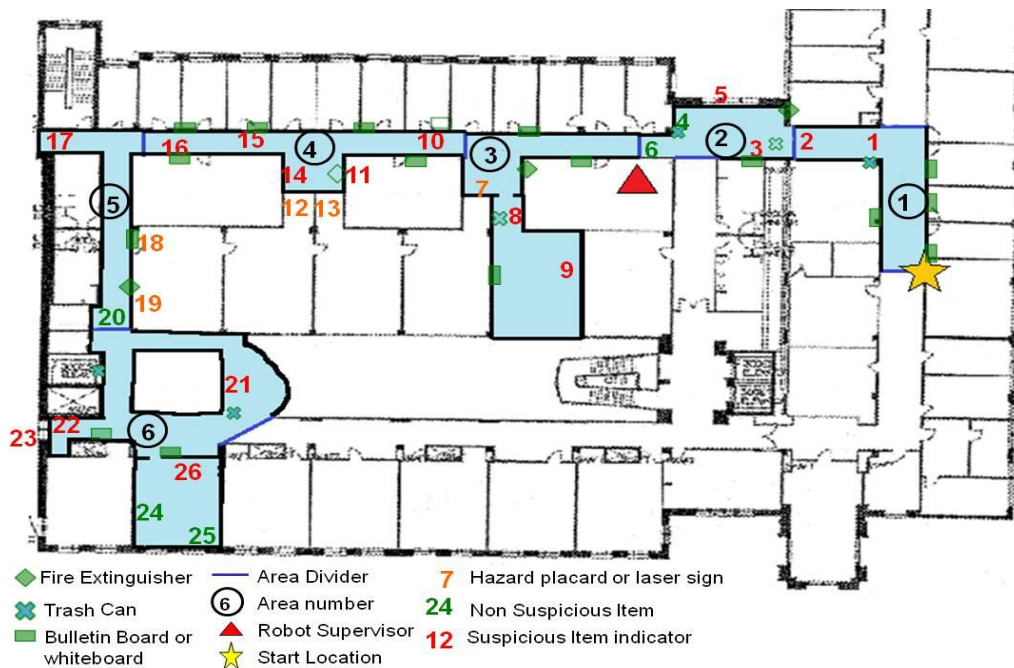 5
17
15
10
4
2
1
16
4
3
6
2
3
14
11
7
5
12
13
8
1
18
9
19
20
21
22
23
6
26
24
25
Fire Extinguisher
Area Divider
7 Hazard placard or laser sign
Trash Can
6 Area number
24 Non Suspicious Item
Bulletin Board or
whiteboard
Robot Supervisor
12 Suspicious Item indicator
Start Location